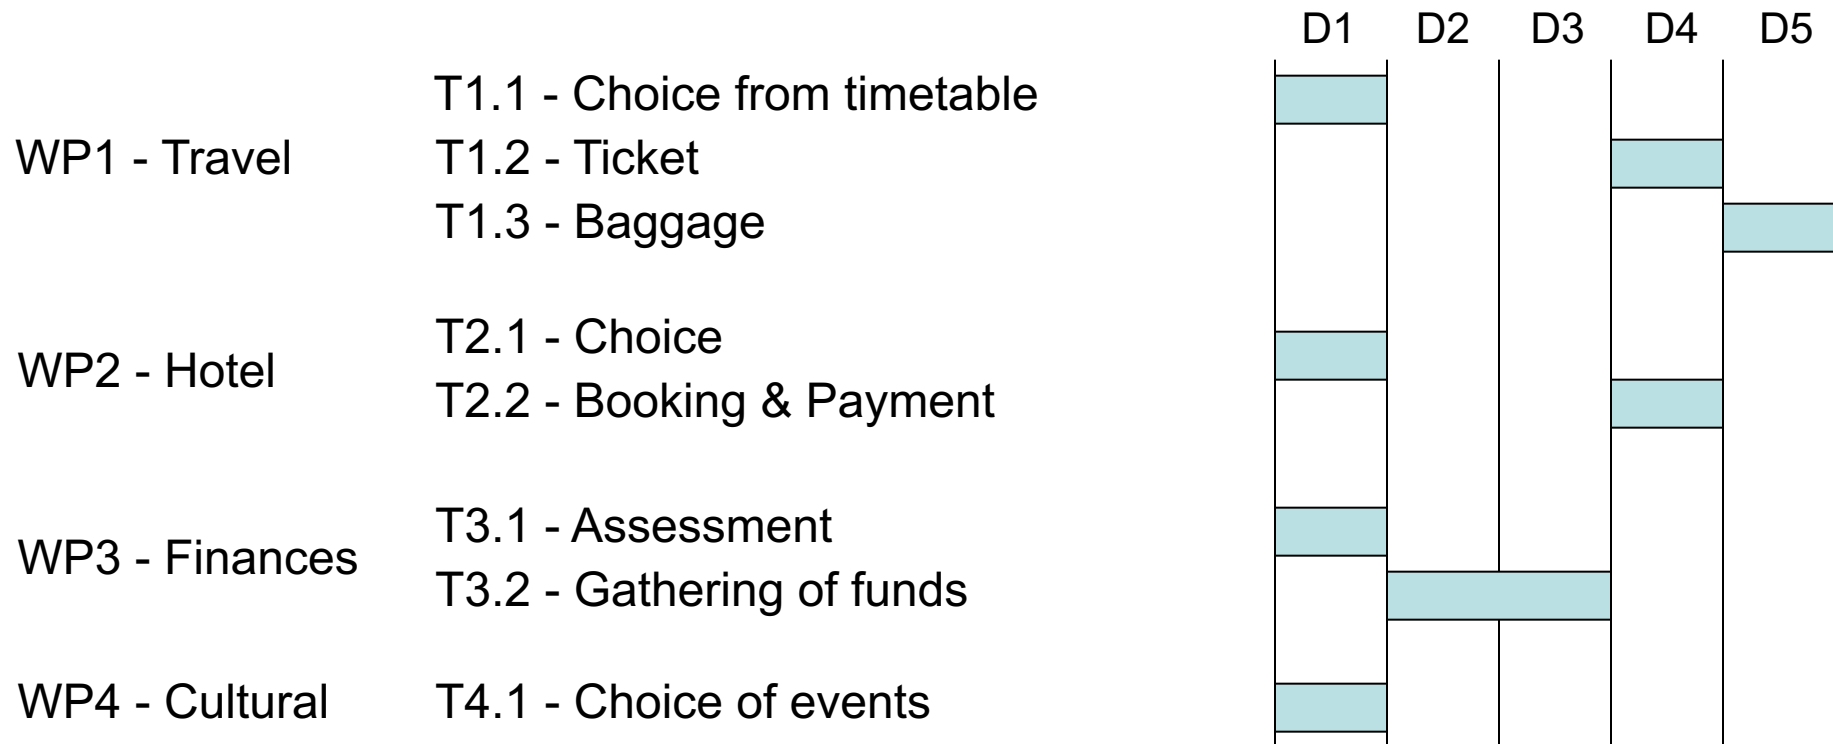 D1 D2 D3 D4 D5
T1.1 - Choice from timetable
WP1 - Travel T1.2 - Ticket
T1.3 - Baggage
T2.1 - Choice
WP2 - Hotel
T2.2 - Booking & Payment
T3.1 - Assessment
WP3 - Finances
T3.2 - Gathering of funds
WP4 - Cultural T4.1 - Choice of events